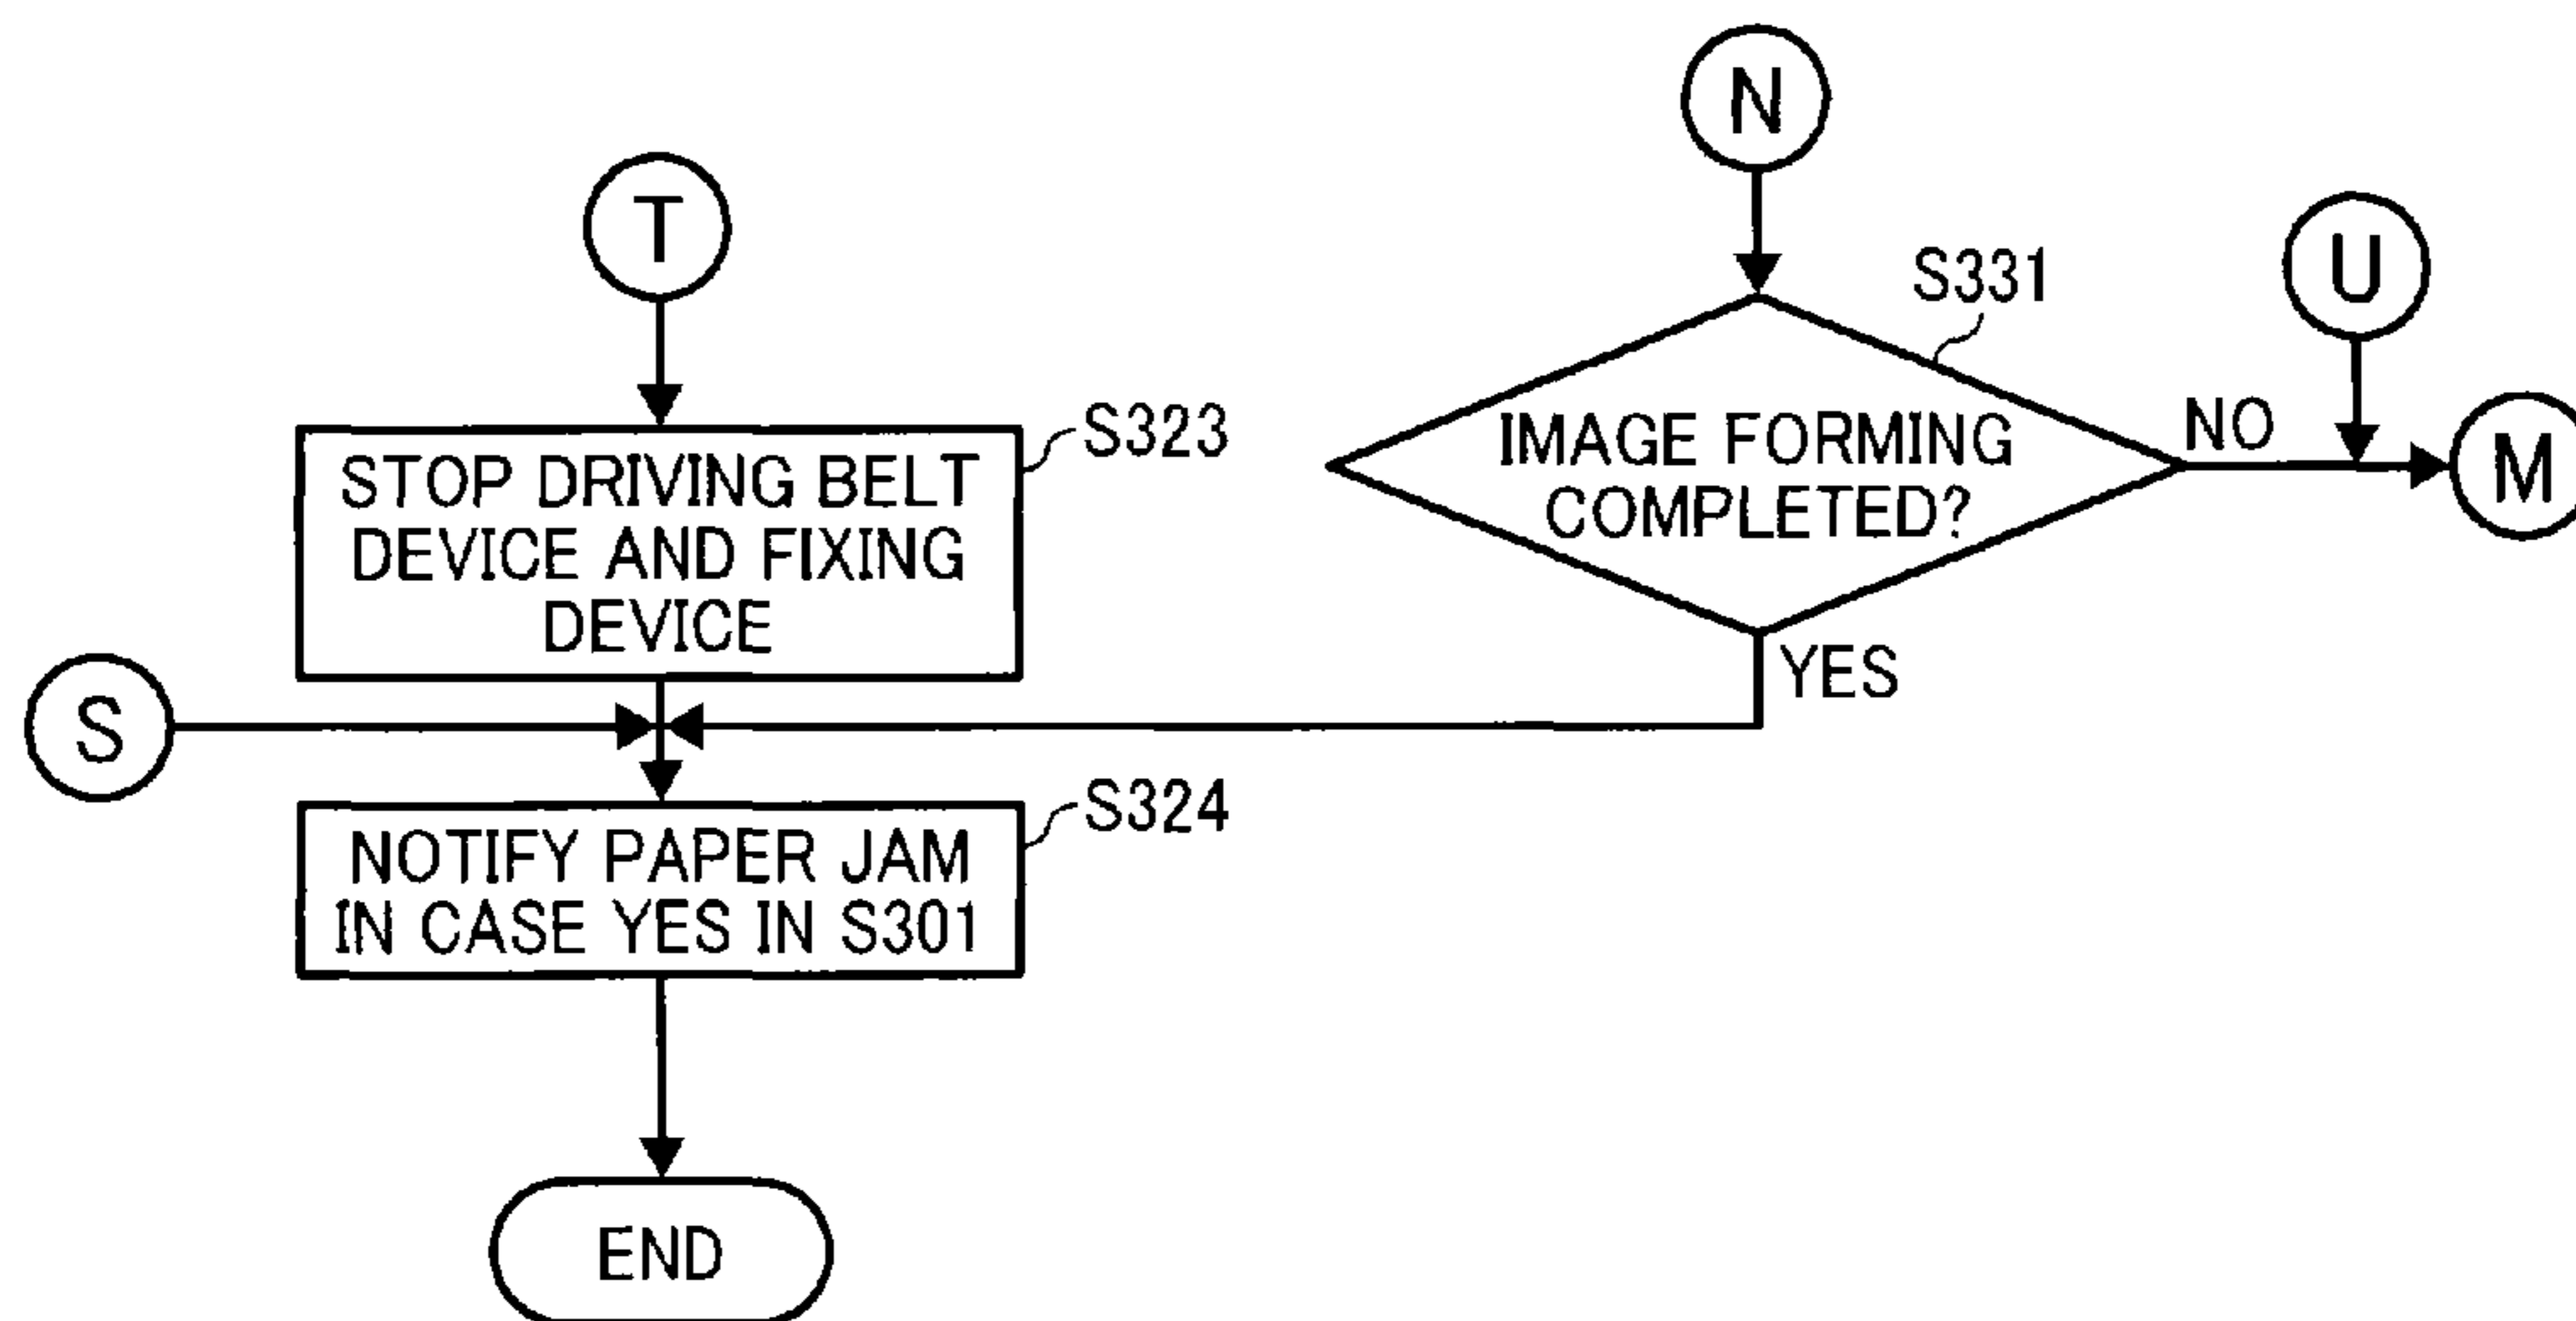 T
S323
STOP DRIVING BELT
DEVICE AND FIXING
DEVICE
S
S324
NOTIFY PAPER JAM
IN CASE YES IN S301
END
N
S331
IMAGE FORMING
COMPLETED?
NO
YES
U
M